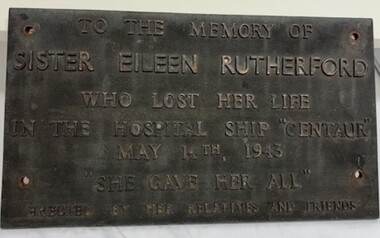 TO THE MEMORY OF
SISTER EILEEN RUTHERFORD
WHO LOST HER LIFE
IN THE HOSPITAL SHIP "CENTAUR"
MAY 14TH, 1943
"SHE GAVE HER ALL"
ERECTED BY HER RELATIVES AND FRIENDS